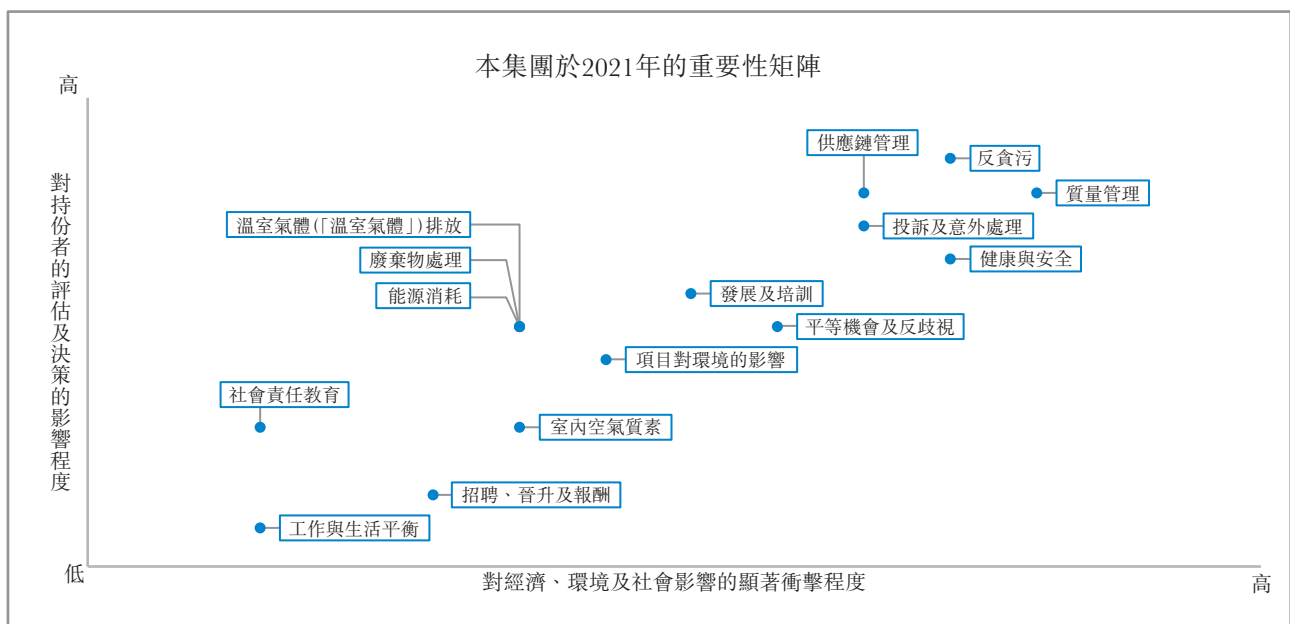 本集團於2021年的重要性矩陣
高
對持份者的評估及決策的影響程度
供應鏈管理
反貪污
質量管理
溫室氣體(「溫室氣體」)排放
投訴及意外處理
廢棄物處理
健康與安全
能源消耗
發展及培訓
平等機會及反歧視
項目對環境的影響
社會責任教育
室內空氣質素
招聘、晉升及報酬
工作與生活平衡
低
對經濟、環境及社會影響的顯著衝擊程度
高